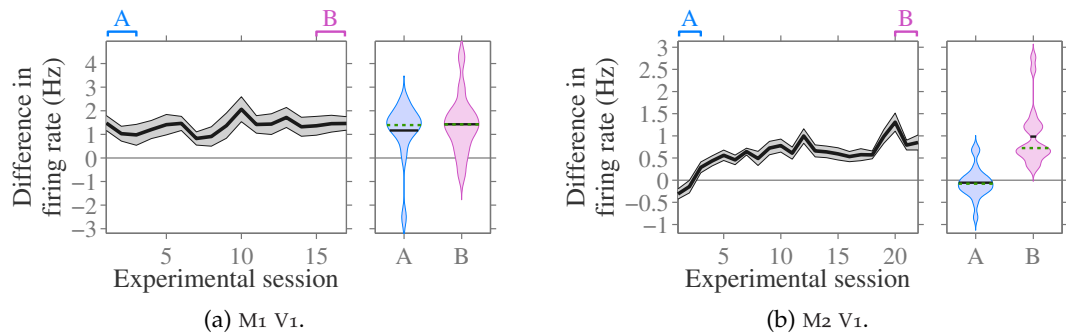 A
B
Difference in
firing rate (Hz)
4
3
2
1
0
−1
−2
−3
5
10
15
Experimental session
A
B
(a) M1 V1.
A
B
Difference in
firing rate (Hz)
3
2.5
2
1.5
1
0.5
0
−0.5
−1
5
10
15
20
Experimental session
A
B
(b) M2 V1.